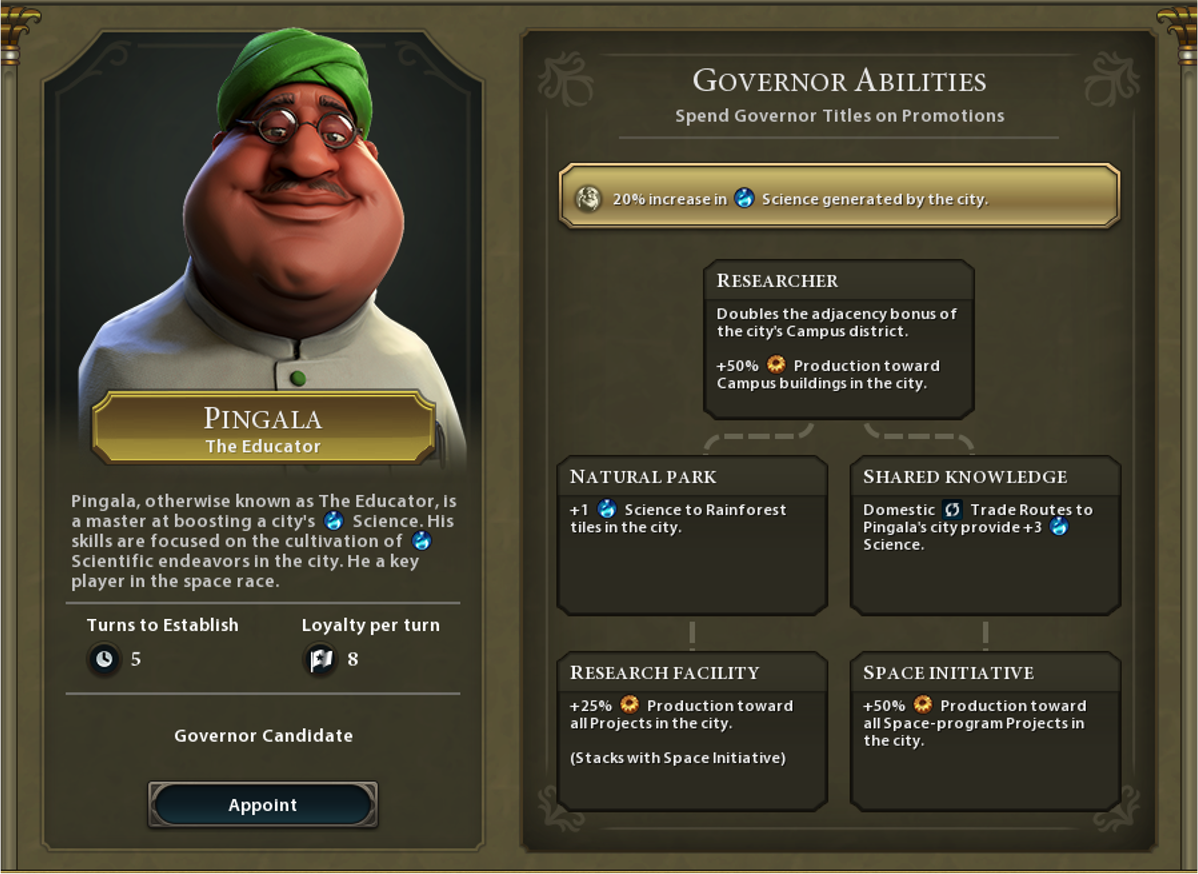 PINGALA
The Educator
Pingala, otherwise known as The Educator, is
a master at boosting a city's Science. His
skills are focused on the cultivation of
Scientific endeavors in the city. He a key
player in the space race.
Turns to Establish
5
Loyalty per turn
8
Governor Candidate
Appoint
GOVERNOR ABILITIES
Spend Governor Titles on Promotions
20% increase in Science generated by the city.
RESEARCHER
Doubles the adjacency bonus of
the city's Campus district.
+50% Production toward
Campus buildings in the city.
NATURAL PARK
+1 Science to Rainforest
tiles in the city.
SHARED KNOWLEDGE
Domestic Trade Routes to
Pingala's city provide +3
Science.
RESEARCH FACILITY
+25% Production toward
all Projects in the city.
(Stacks with Space Initiative)
SPACE INITIATIVE
+50% Production toward
all Space-program Projects in
the city.